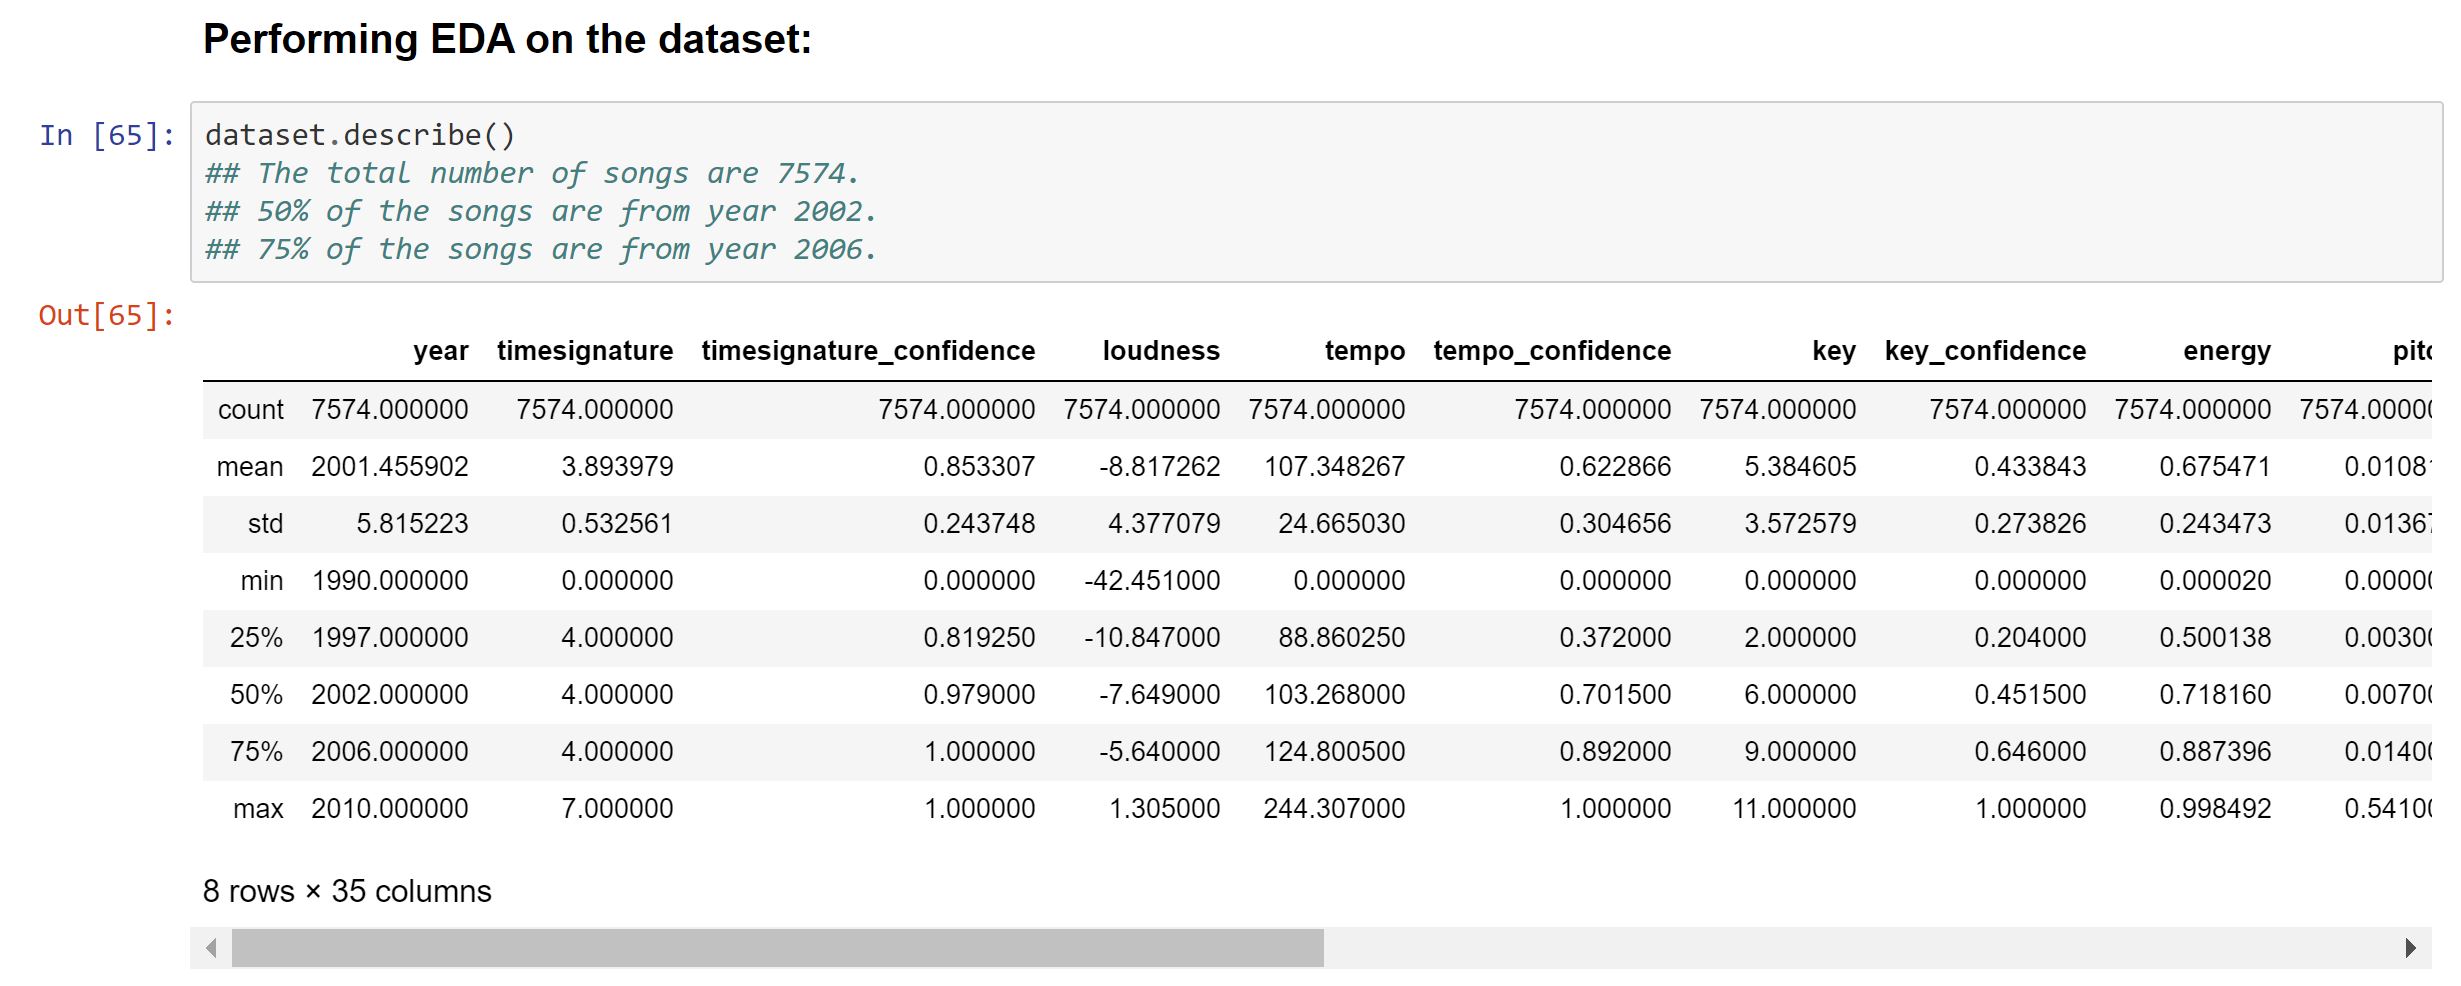 Performing EDA on the dataset:
In [65]: dataset.describe()
## The total number of songs are 7574.
## 50% of the songs are from year 2002.
## 75% of the songs are from year 2006.
Out[65]:
year timesignature timesignature_confidence loudness tempo tempo_confidence key key_confidence energy
count 7574.000000 7574.000000 7574.000000 7574.000000 7574.000000 7574.000000 7574.000000 7574.000000 7574.000000 7574.0000
mean 2001.455902 3.893979 0.853307 -8.817262 107.348267 0.622866 5.384605 0.433843 0.675471 0.0108
std 5.815223 0.532561 0.243748 4.377079 24.665030 0.304656 3.572579 0.273826 0.243473 0.0136
min 1990.000000 0.000000 0.000000 -42.451000 0.000000 0.000000 0.000000 0.000000 0.000020 0.0000
25% 1997.000000 4.000000 0.819250 -10.847000 88.860250 0.372000 2.000000 0.204000 0.500138 0.0030
50% 2002.000000 4.000000 0.979000 -7.649000 103.268000 0.701500 6.000000 0.451500 0.718160 0.0070
75% 2006.000000 4.000000 1.000000 -5.640000 124.800500 0.892000 9.000000 0.646000 0.887396 0.0140
max 2010.000000 7.000000 1.000000 1.305000 244.307000 1.000000 11.000000 1.000000 0.998492 0.5410
8 rows × 35 columns